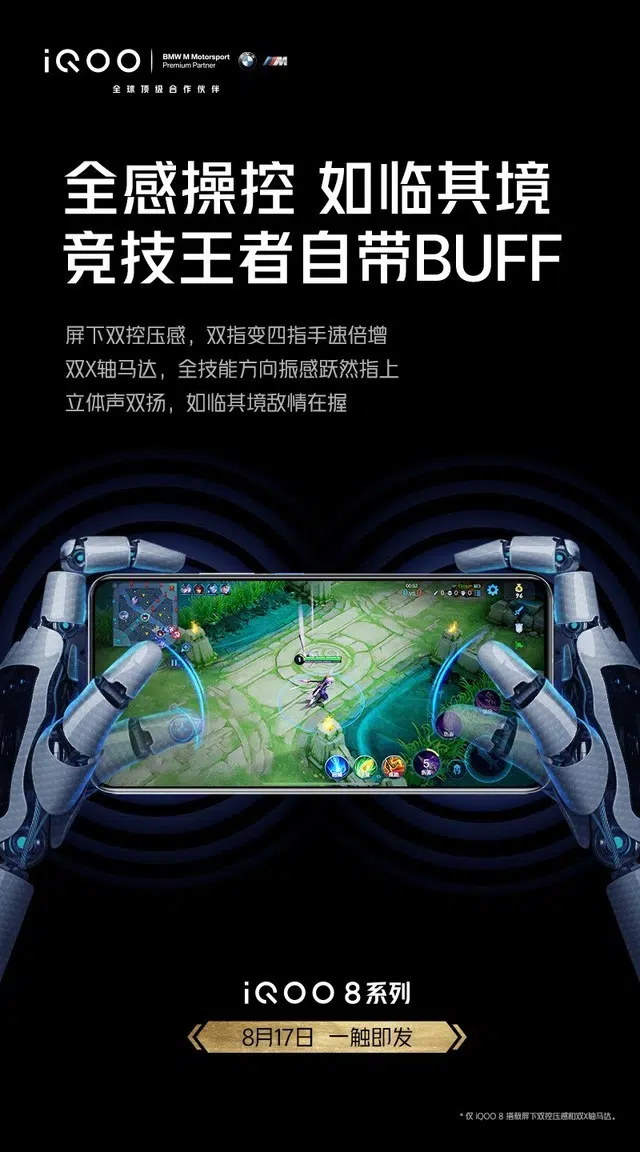 iQOO
BMW M Motorsport
Premium Partner
全球顶级合作伙伴
全感操控 如临其境
竞技王者自带BUFF
屏下双控压感，双指变四指手速倍增
双X轴马达，全技能方向振感跃然指上
立体声双扬，如临其境敌情在握
00:52
iQOO 8系列
8月17日 一触即发
*仅 iQOO 8 搭载屏下双控压感和双X轴马达。